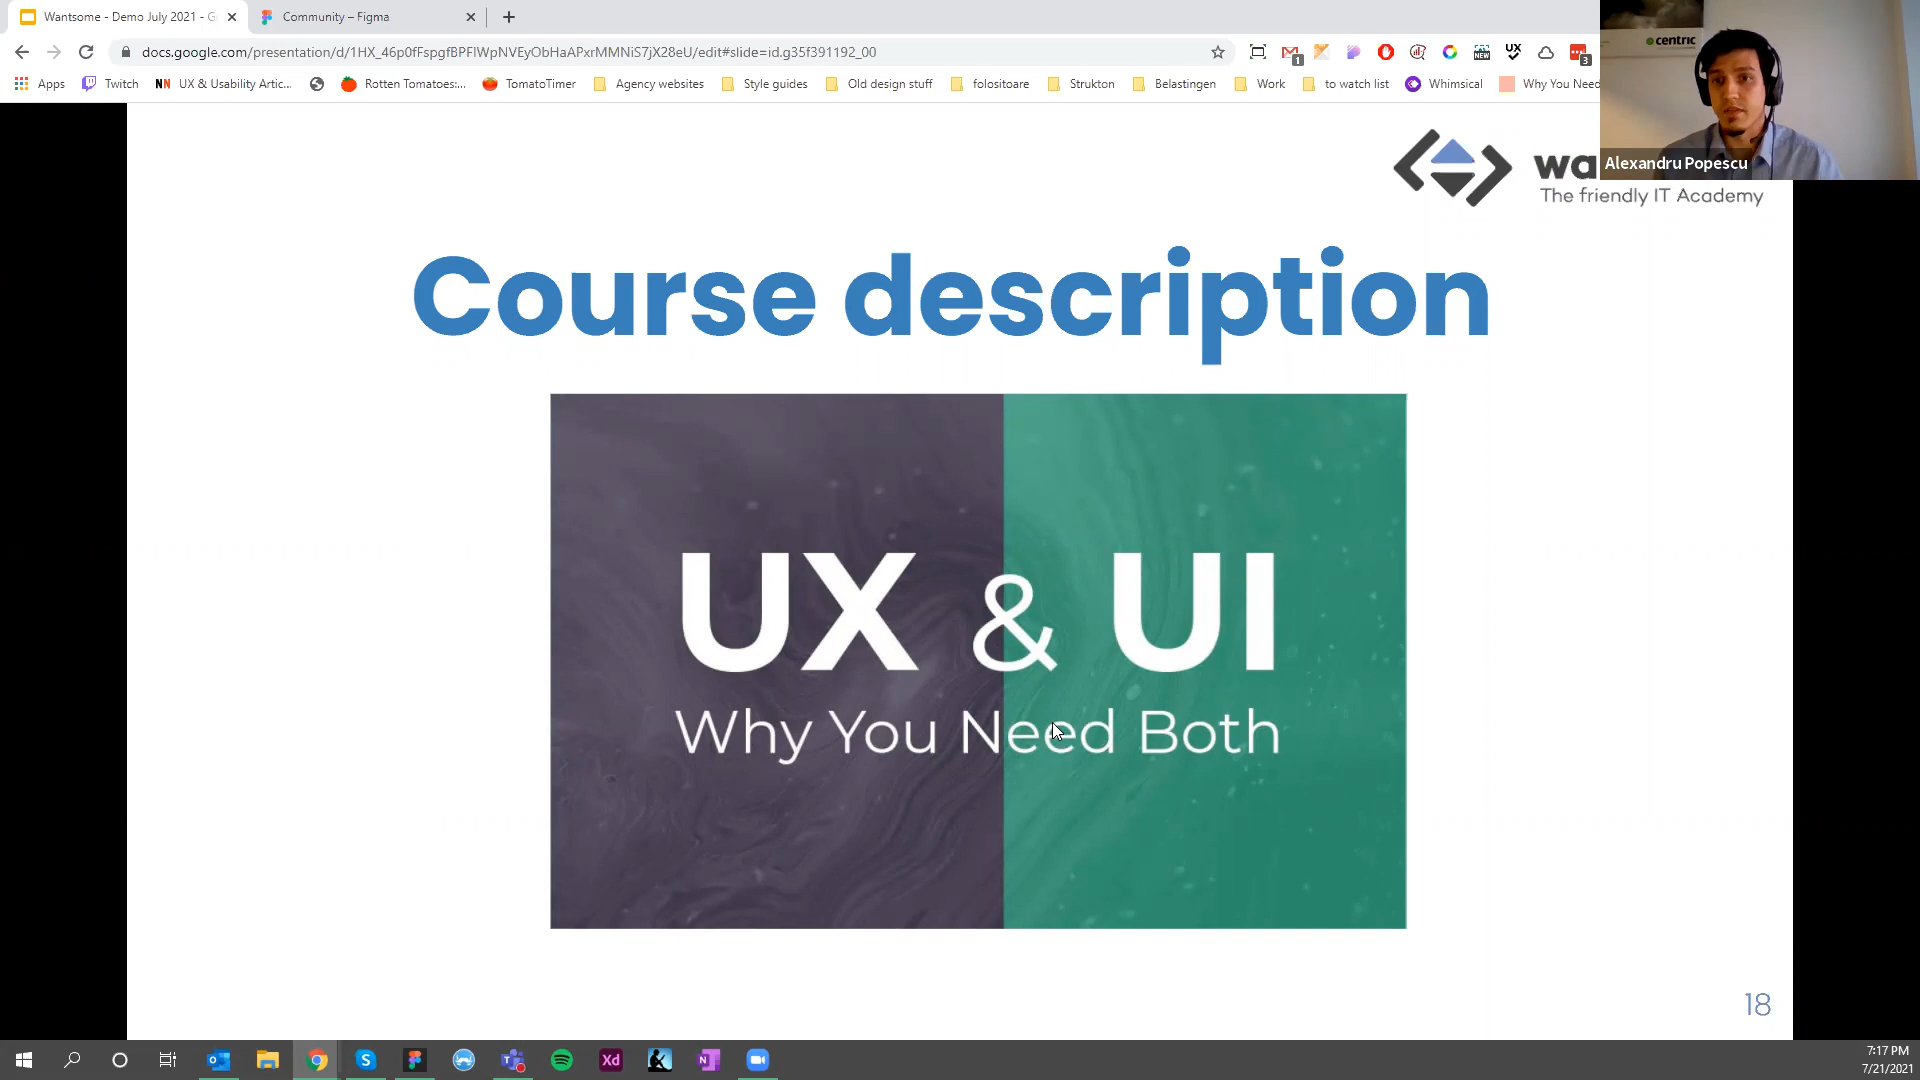 Wantsome - Demo July 2021 - G
Community – Figma
docs.google.com/presentation/d/1HX_46p0fFspgfBPFlWpNVEyObHaAPxrMMNiS7jX28eU/edit#slide=id.g35f391192_00
Apps
Twitch
UX & Usability Artic...
Rotten Tomatoes:...
TomatoTimer
Agency websites
Style guides
Old design stuff
folositoare
Strukton
Belastingen
Work
to watch list
Whimsical
Why You Need
centric
Alexandru Popescu
wa
The friendly IT Academy
Course description
UX & UI
Why You Need Both
18
7:17 PM
7/21/2021